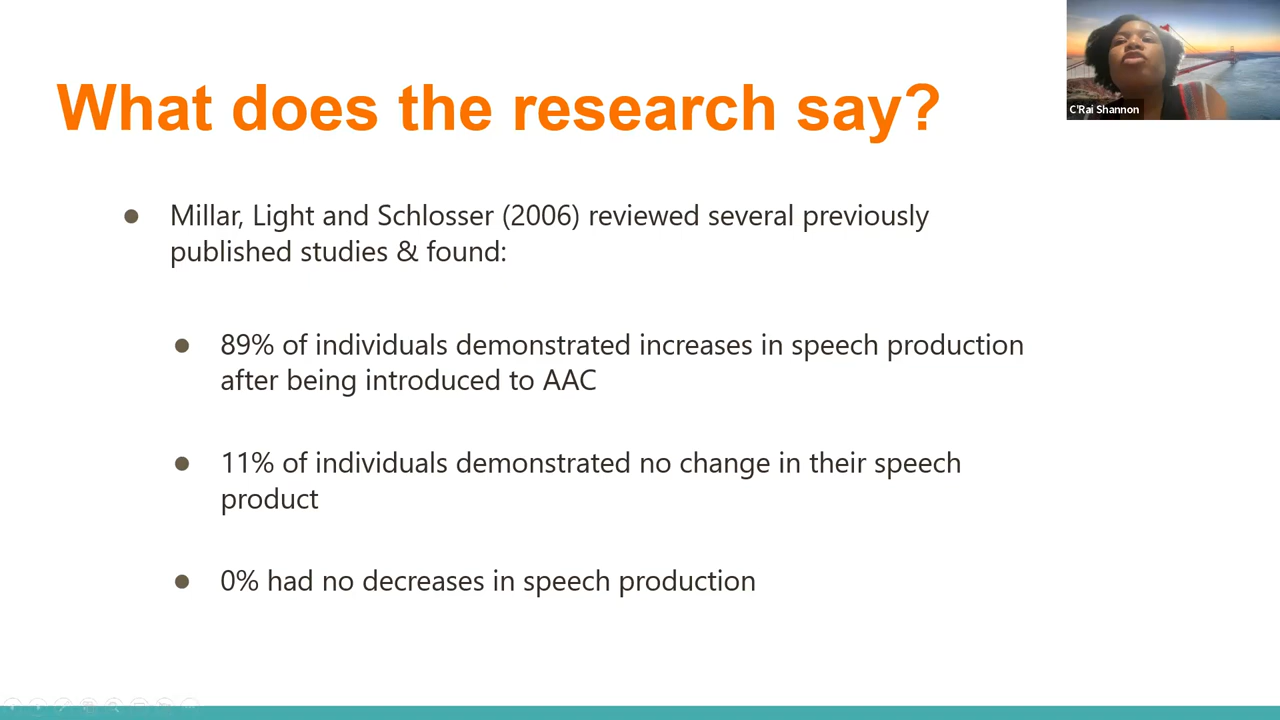 What does the research say?
C'Rai Shannon
● Millar, Light and Schlosser (2006) reviewed several previously
published studies & found:
● 89% of individuals demonstrated increases in speech production
after being introduced to AAC
● 11% of individuals demonstrated no change in their speech
product
● 0% had no decreases in speech production